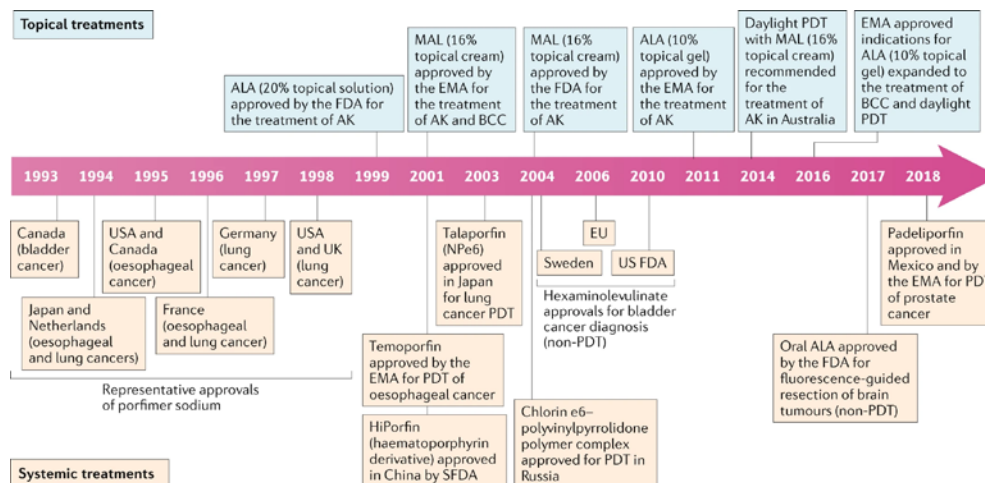 Topical treatments
ALA (20% topical solution)
approved by the FDA for
the treatment of AK
MAL (16%
topical cream)
approved by
the EMA for
the treatment
of AK and BCC
MAL (16%
topical cream)
approved by
the FDA for
the treatment
of AK
ALA (10%
topical gel)
approved by
the EMA for
the treatment
of AK
Daylight PDT
with MAL (16%
topical cream)
recommended
for the
treatment of
AK in Australia
EMA approved
indications for
ALA (10% topical
gel) expanded to
the treatment of
BCC and daylight
PDT
1993 1994 1995 1996 1997 1998 1999 2001 2003 2004 2006 2010 2011 2014 2016 2017 2018
Canada
(bladder
cancer)
Japan and
Netherlands
(oesophageal
and lung cancers)
USA and
Canada
(oesophageal
cancer)
France
(oesophageal
and lung cancer)
Germany
(lung
cancer)
USA
and UK
(lung
cancer)
Representative approvals
of porfimer sodium
Talaporfin
(NPe6)
approved
in Japan
for lung
cancer PDT
Temoporfin
approved by the
EMA for PDT of
oesophageal cancer
HiPorfin
(haematoporphyrin
derivative) approved
in China by SFDA
Sweden
EU
US FDA
Hexaminolevulinate
approvals for bladder
cancer diagnosis
(non-PDT)
Chlorin e6–
polyvinylpyrrolidone
polymer complex
approved for PDT in
Russia
Oral ALA approved
by the FDA for
fluorescence-guided
resection of brain
tumours (non-PDT)
Padeliporfin
approved in
Mexico and by
the EMA for PDT
of prostate
cancer
Systemic treatments